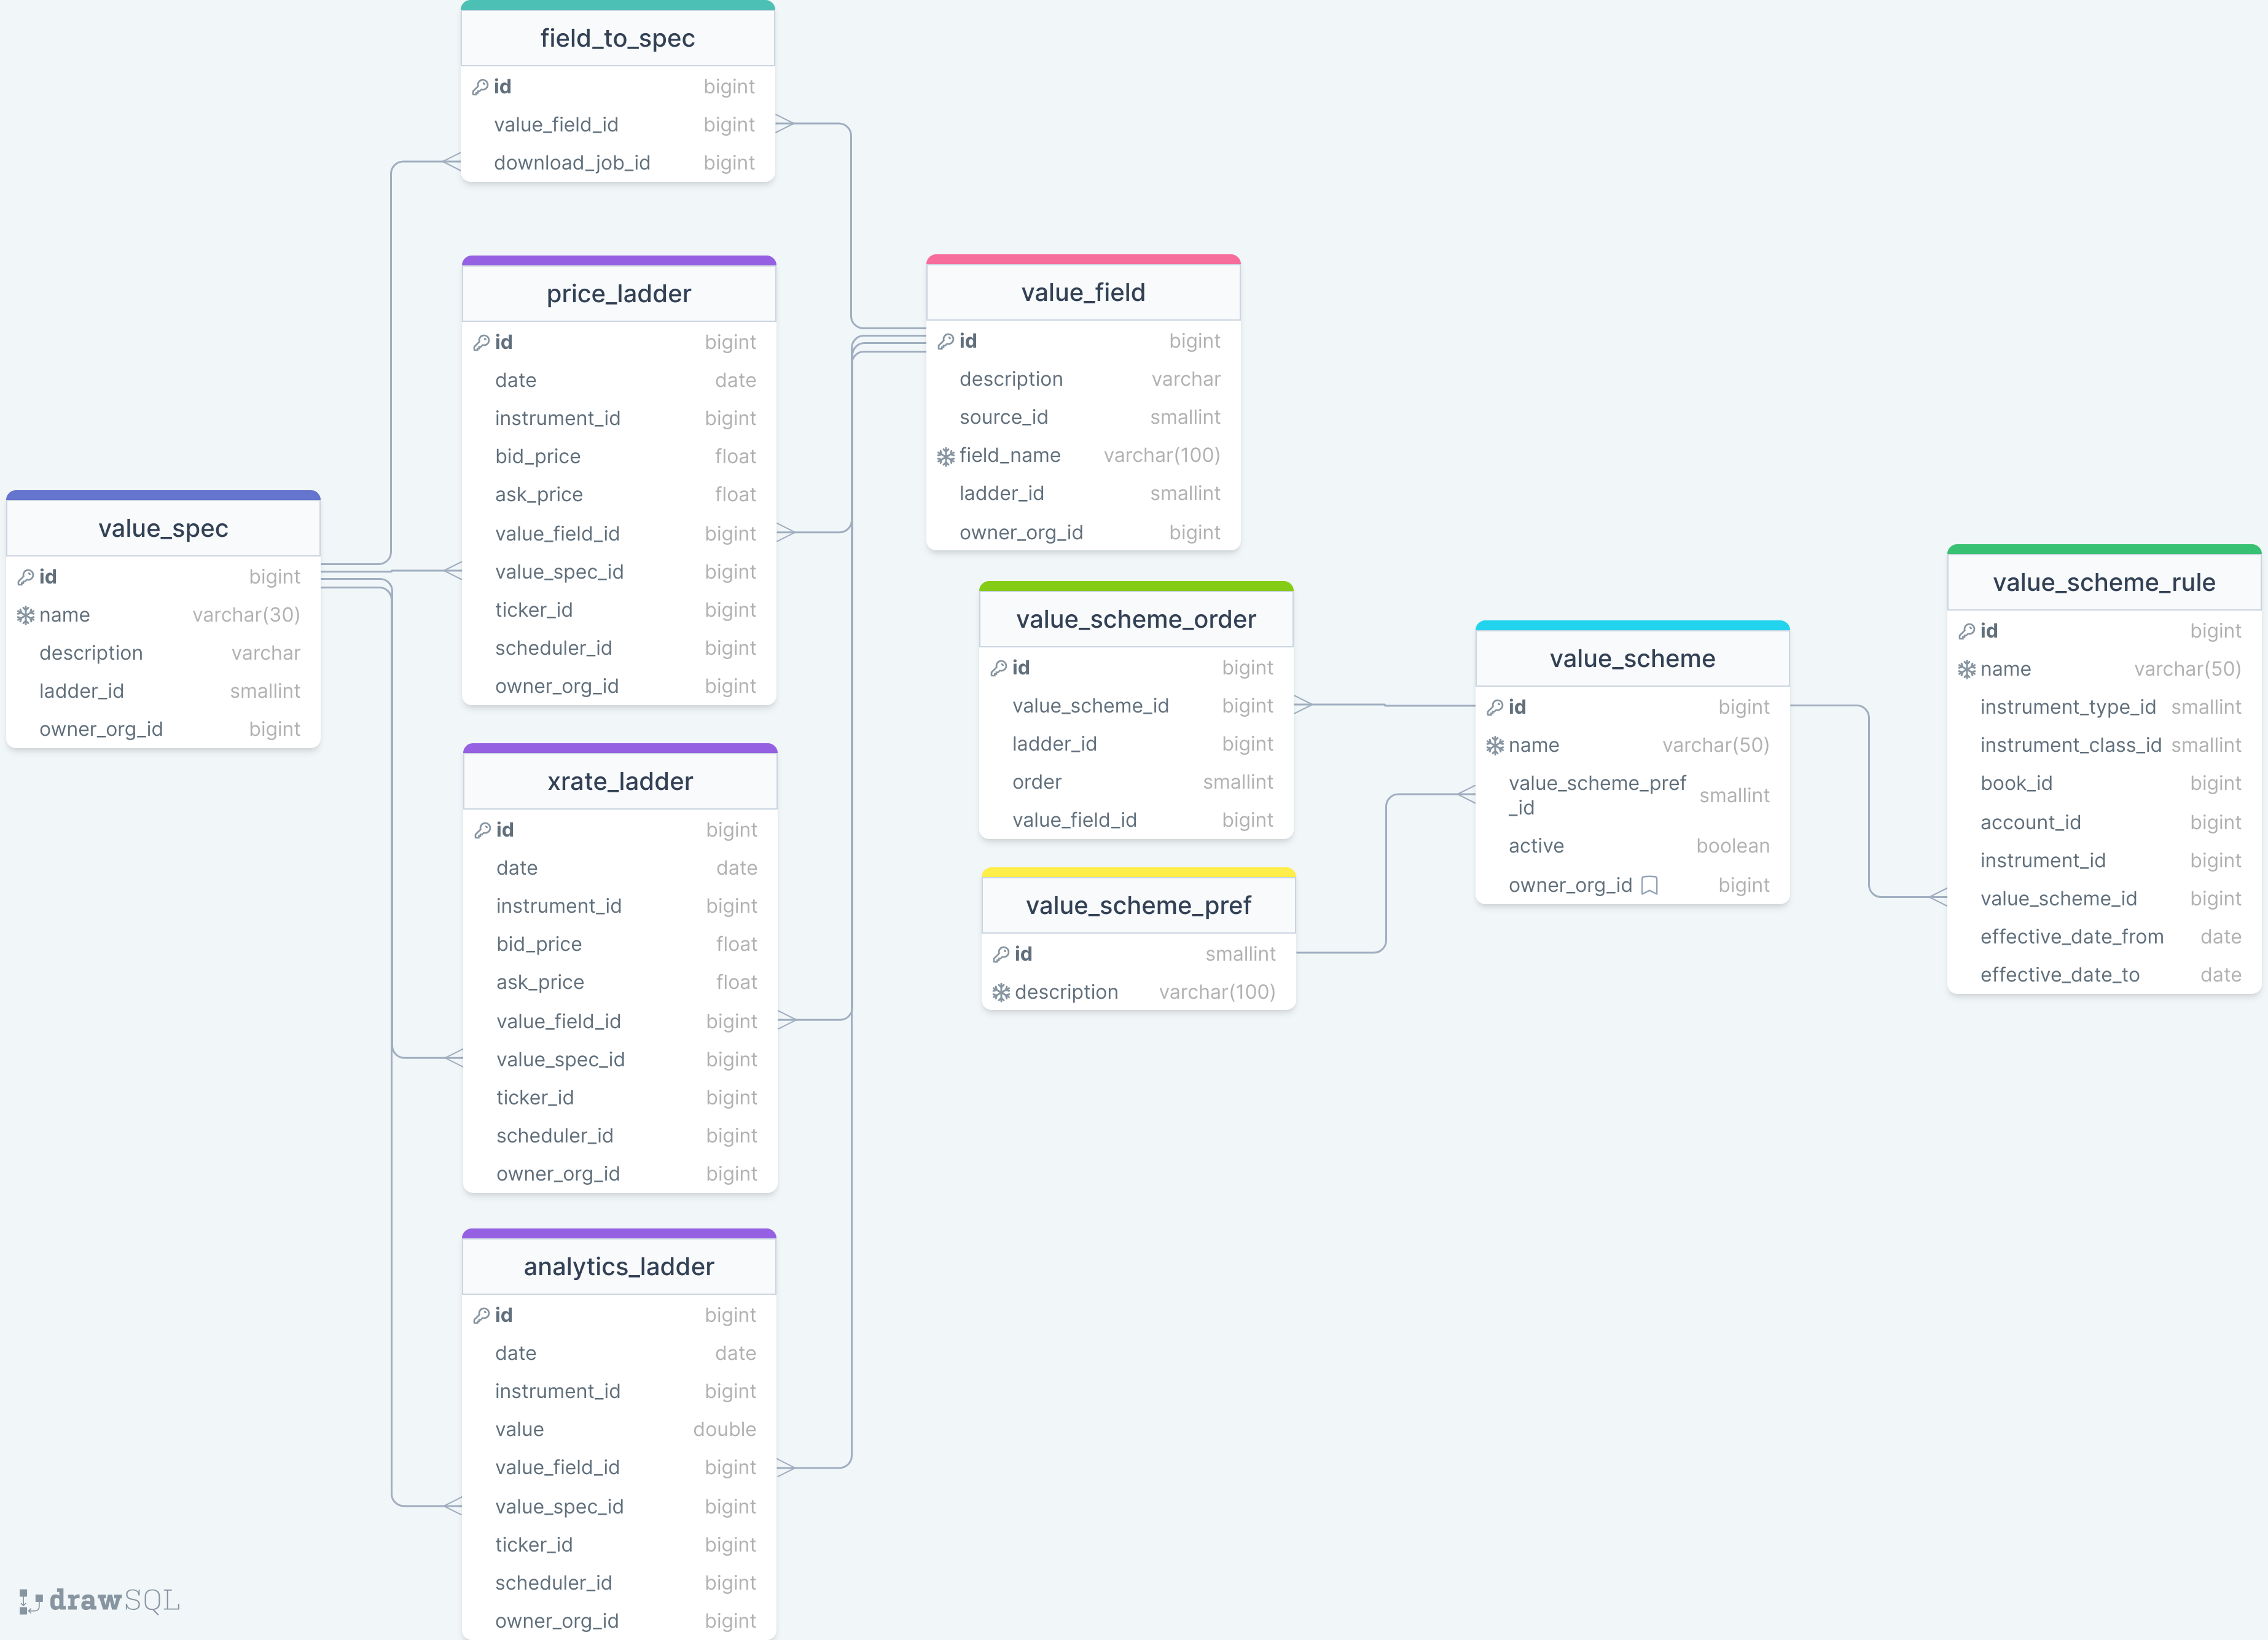 field_to_spec
id bigint
value_field_id bigint
download_job_id bigint
price_ladder
id bigint
date date
instrument_id bigint
bid_price float
ask_price float
value_field_id bigint
value_spec_id bigint
ticker_id bigint
scheduler_id bigint
owner_org_id bigint
value_field
id bigint
description varchar
source_id smallint
field_name varchar(100)
ladder_id smallint
owner_org_id bigint
value_spec
id bigint
name varchar(30)
description varchar
ladder_id smallint
owner_org_id bigint
value_scheme_order
id bigint
value_scheme_id bigint
ladder_id bigint
order smallint
value_field_id bigint
value_scheme
id bigint
name varchar(50)
value_scheme_pref
_id smallint
active boolean
owner_org_id bigint
value_scheme_rule
id bigint
name varchar(50)
instrument_type_id smallint
instrument_class_id smallint
book_id bigint
account_id bigint
instrument_id bigint
value_scheme_id bigint
effective_date_from date
effective_date_to date
value_scheme_pref
id smallint
description varchar(100)
xrate_ladder
id bigint
date date
instrument_id bigint
bid_price float
ask_price float
value_field_id bigint
value_spec_id bigint
ticker_id bigint
scheduler_id bigint
owner_org_id bigint
analytics_ladder
id bigint
date date
instrument_id bigint
value double
value_field_id bigint
value_spec_id bigint
ticker_id bigint
scheduler_id bigint
owner_org_id bigint
drawSQL